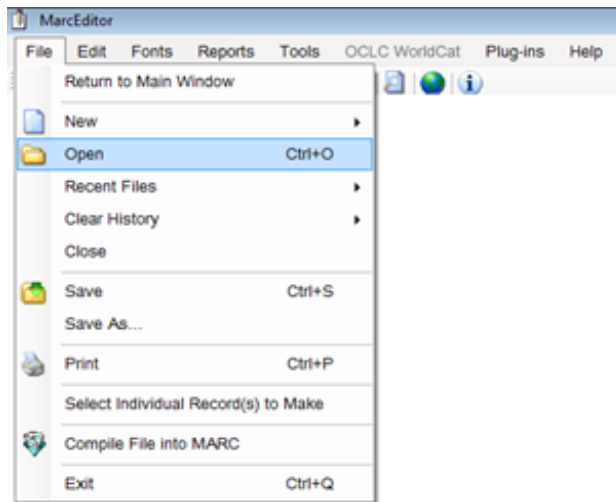 MarcEditor
File Edit Fonts Reports Tools OCLC WorldCat Plug-ins Help
Return to Main Window
New
Open Ctrl+O
Recent Files
Clear History
Close
Save Ctrl+S
Save As...
Print Ctrl+P
Select Individual Record(s) to Make
Compile File into MARC
Exit Ctrl+Q